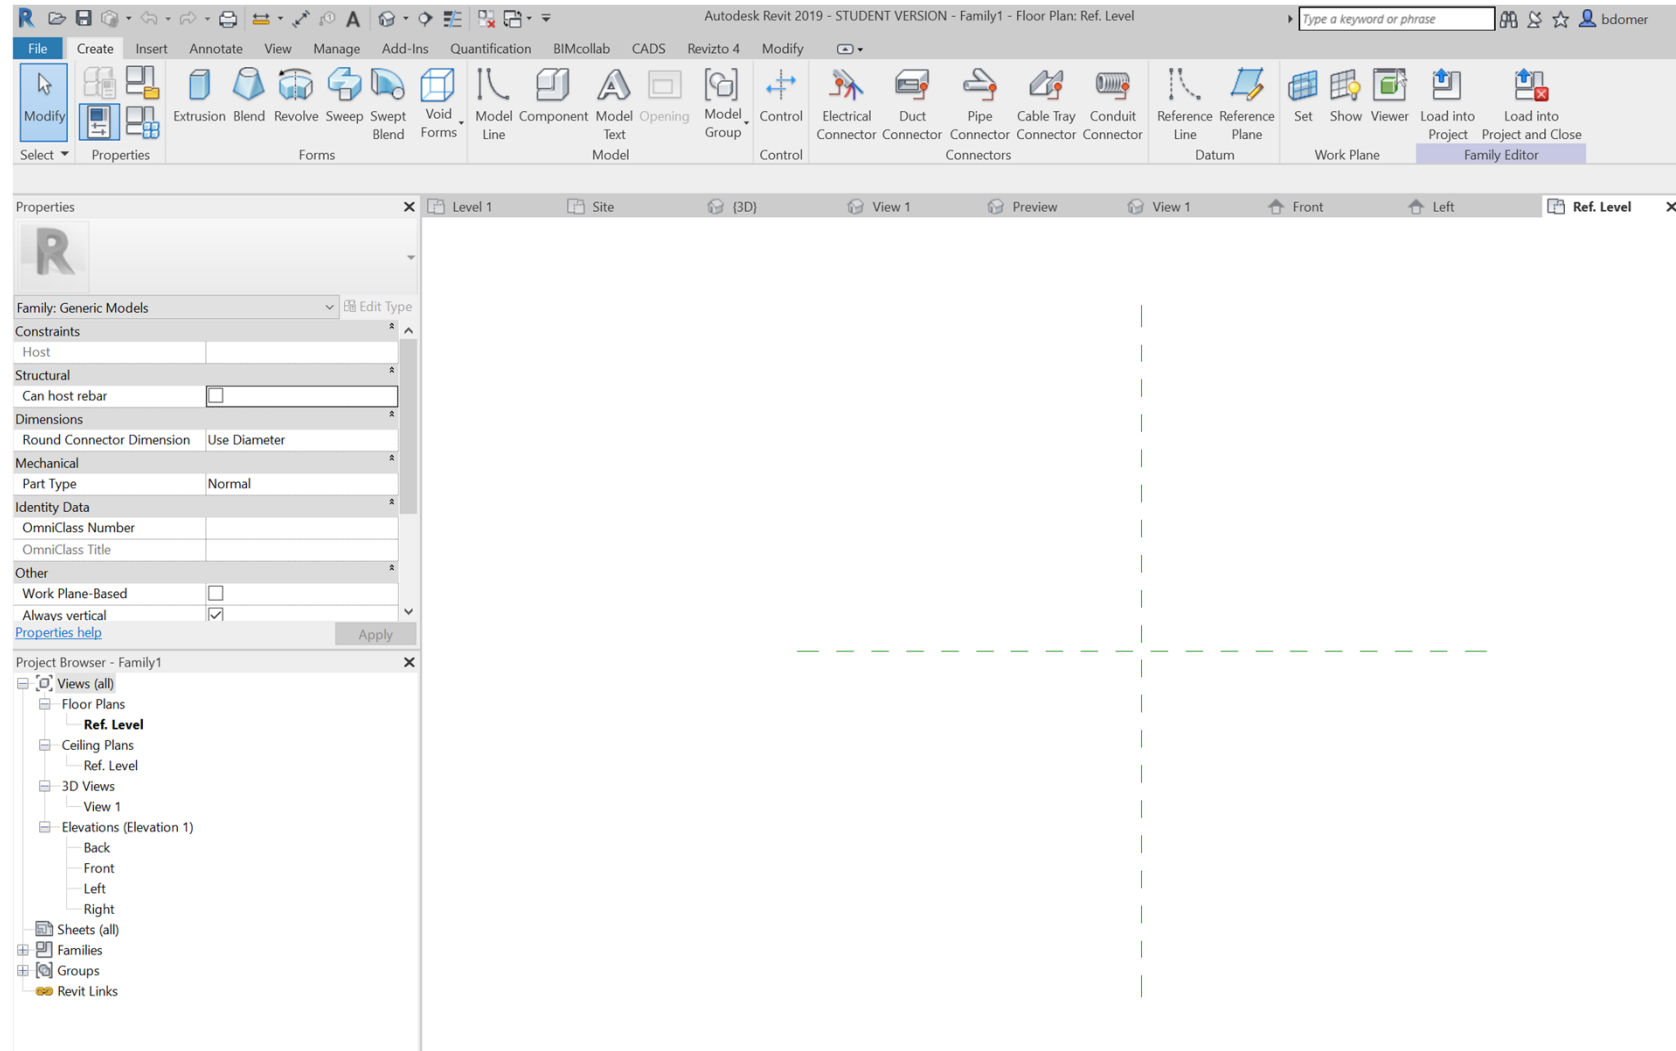 Autodesk Revit 2019 - STUDENT VERSION - Family1 - Floor Plan: Ref. Level
Type a keyword or phrase
bdomer
File Create Insert Annotate View Manage Add-Ins Quantification BIMcollab CADS Revizto 4 Modify
Modify
Extrusion Blend Revolve Sweep Swept Blend Void Forms
Model Line Component Model Text Opening Model Group
Control
Electrical Connector Duct Connector Pipe Connector Cable Tray Connector Conduit Connector
Reference Line Reference Plane
Set Show Viewer
Load into Project Load into Project and Close
Select Properties Forms Model Control Connectors Datum Work Plane Family Editor
Properties
Level 1 Site {3D} View 1 Preview View 1 Front Left Ref. Level
R
Family: Generic Models Edit Type
Constraints
Host
Structural
Can host rebar
Dimensions
Round Connector Dimension Use Diameter
Mechanical
Part Type Normal
Identity Data
OmniClass Number
OmniClass Title
Other
Work Plane-Based
Always vertical
Properties help Apply
Project Browser - Family1
Views (all)
Floor Plans
Ref. Level
Ceiling Plans
Ref. Level
3D Views
View 1
Elevations (Elevation 1)
Back
Front
Left
Right
Sheets (all)
Families
Groups
Revit Links